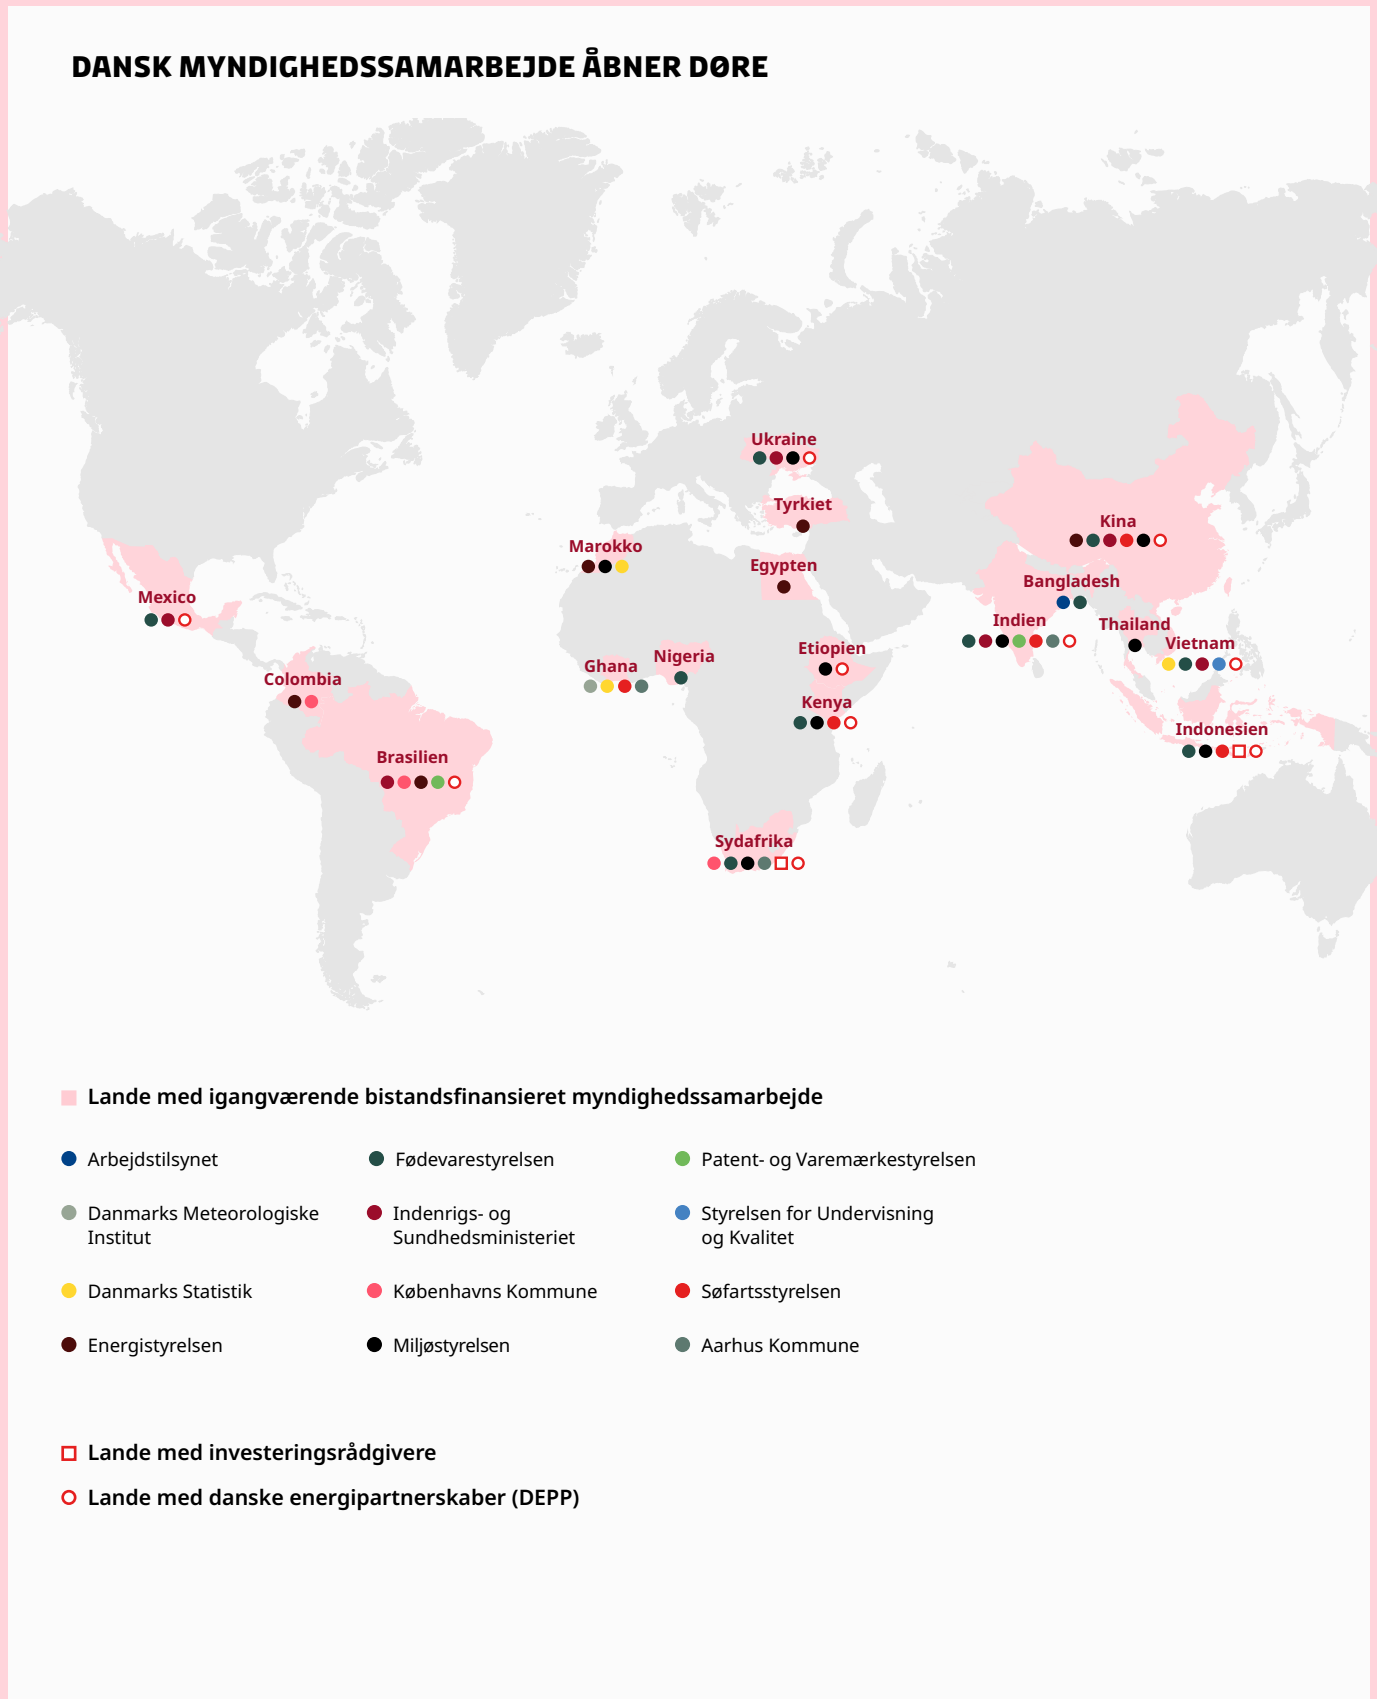 DANSK MYNDIGHEDSSAMARBEJDE ÅBNER DØRE
Ukraine
Tyrkiet
Kina
Marokko
Egypten
Bangladesh
Mexico
Indien
Thailand
Vietnam
Etiopien
Nigeria
Ghana
Colombia
Kenya
Indonesien
Brasilien
Sydafrika
Lande med igangværende bistandsfinansieret myndighedssamarbejde
Arbejdstilsynet
Danmarks Meteorologiske
Institut
Danmarks Statistik
Energistyrelsen
Fødevarestyrelsen
Indenrigs- og
Sundhedsministeriet
Københavns Kommune
Miljøstyrelsen
Patent- og Varemærkestyrelsen
Styrelsen for Undervisning
og Kvalitet
Søfartsstyrelsen
Aarhus Kommune
Lande med investeringsrådgivere
Lande med danske energipartnerskaber (DEPP)